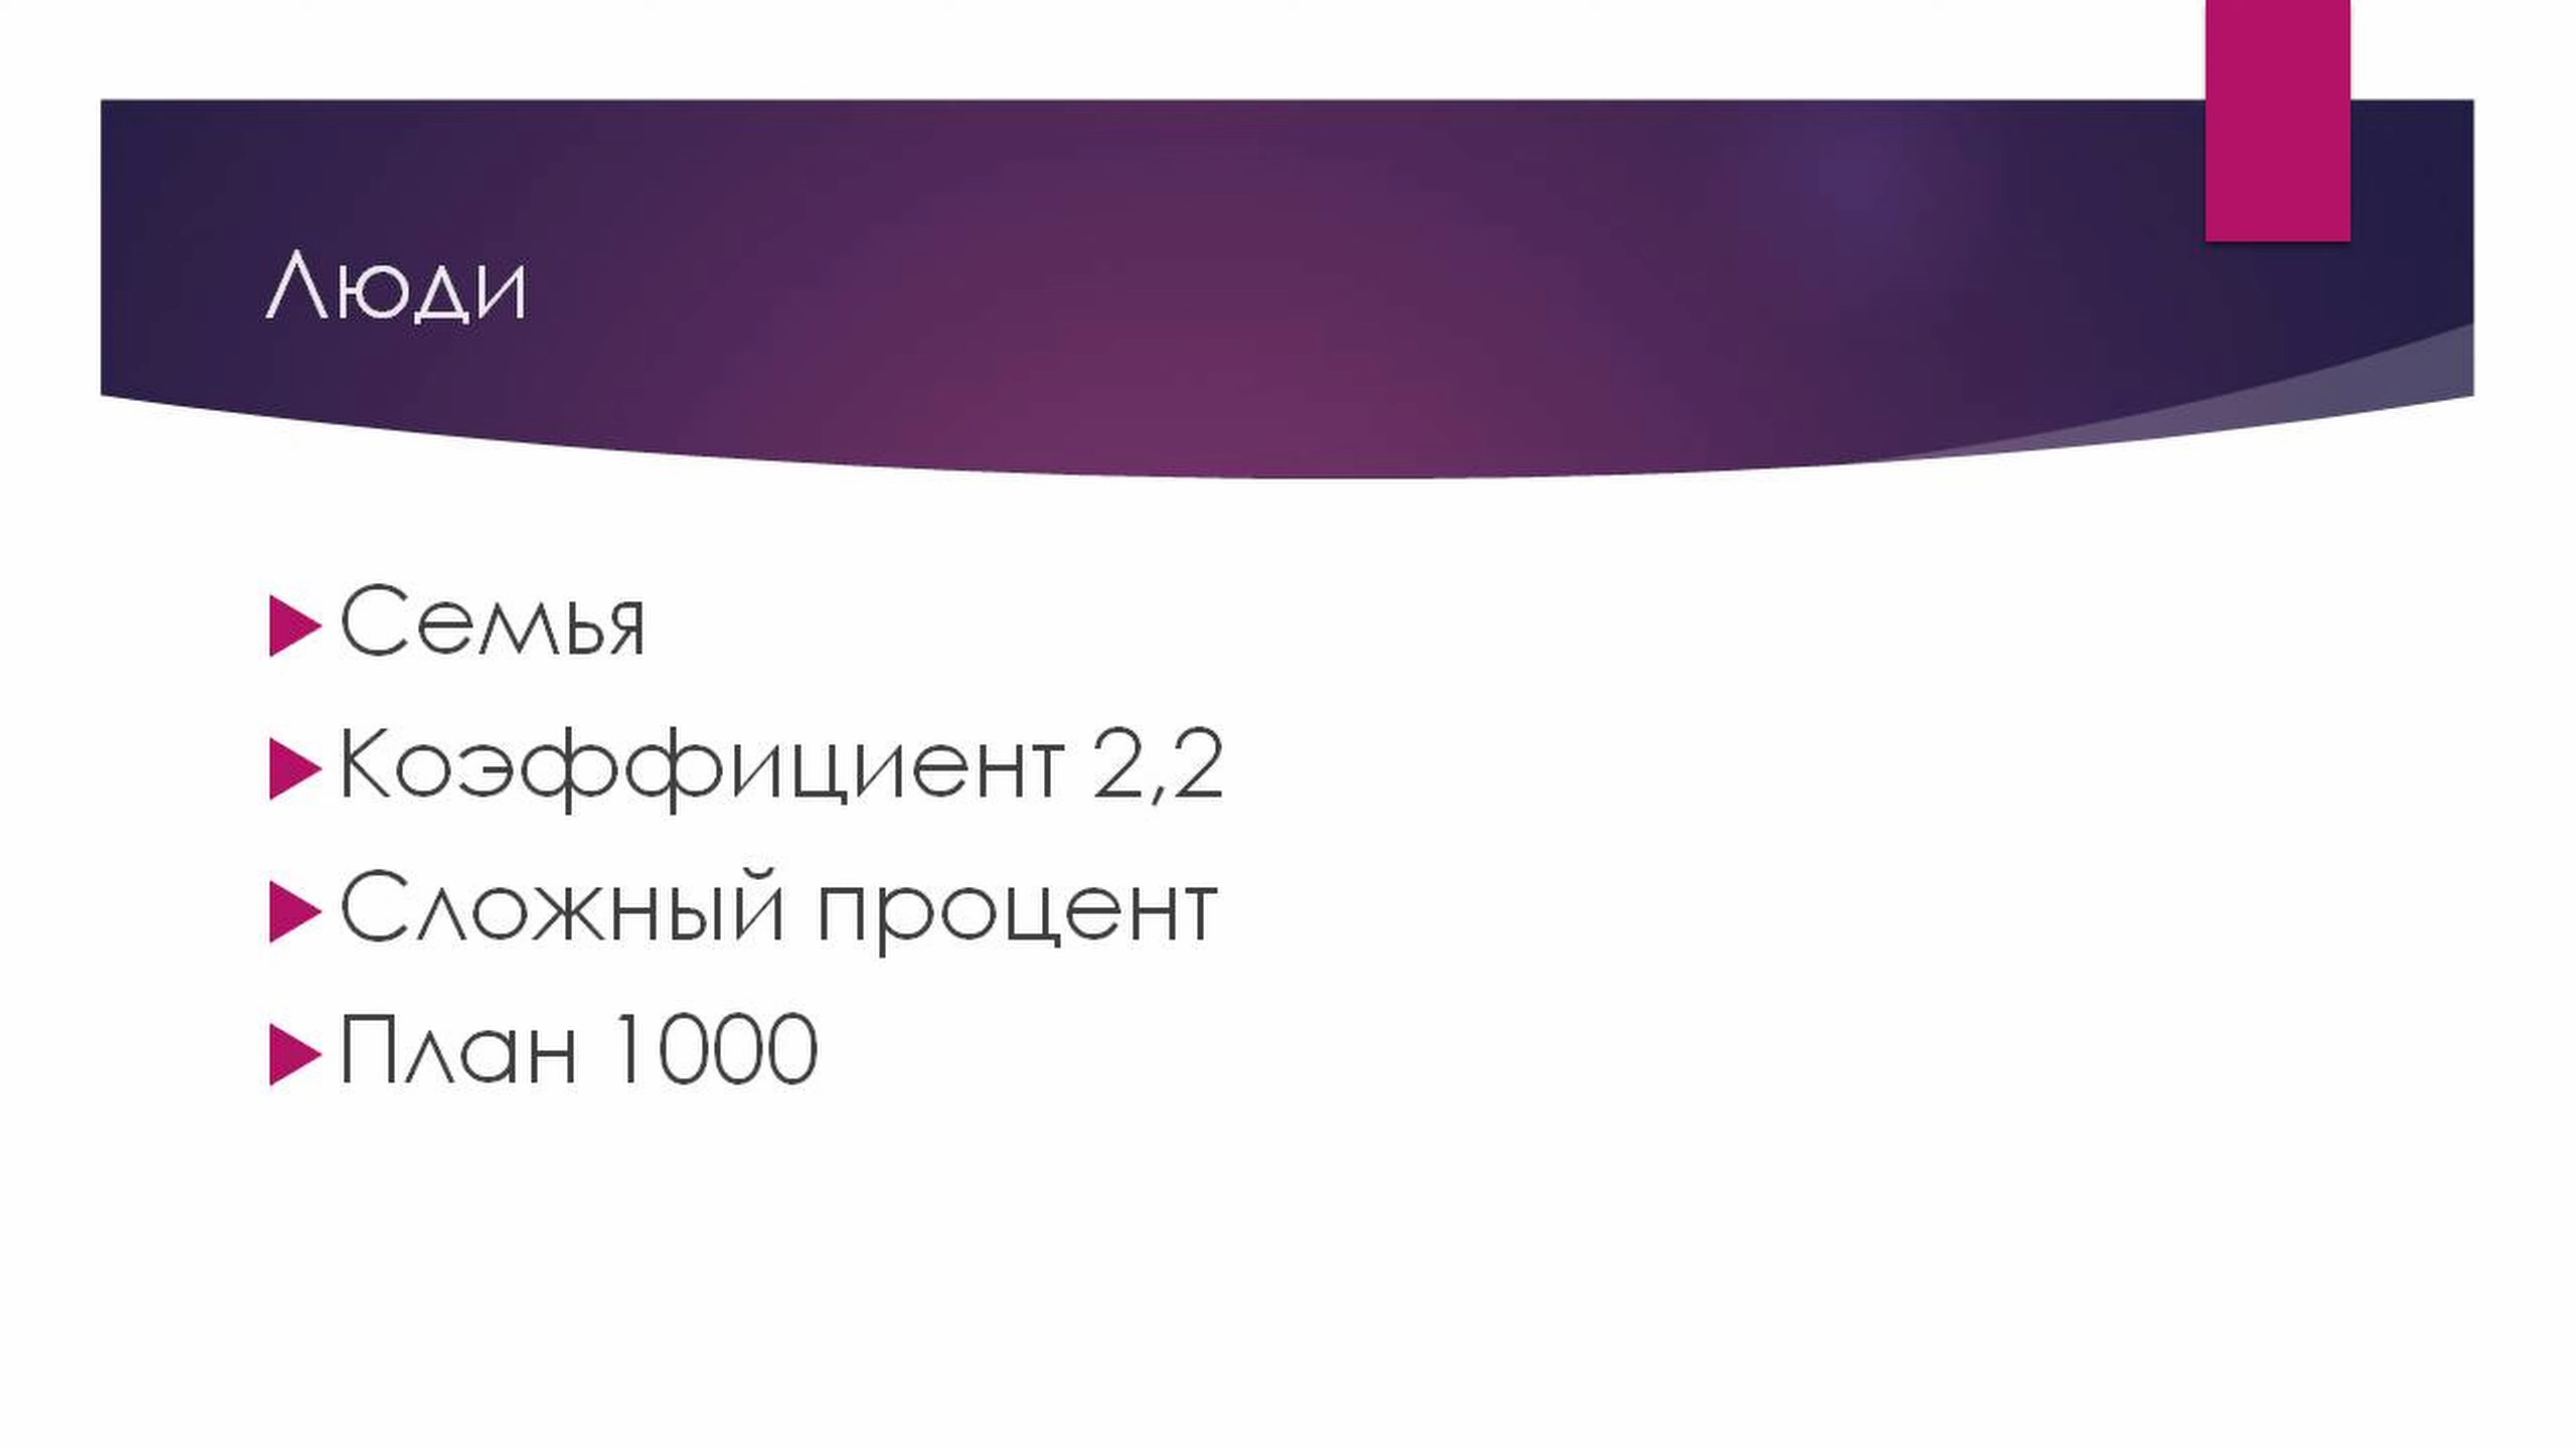 Люди
Семья
Коэффициент 2,2
Сложный процент
План 1000